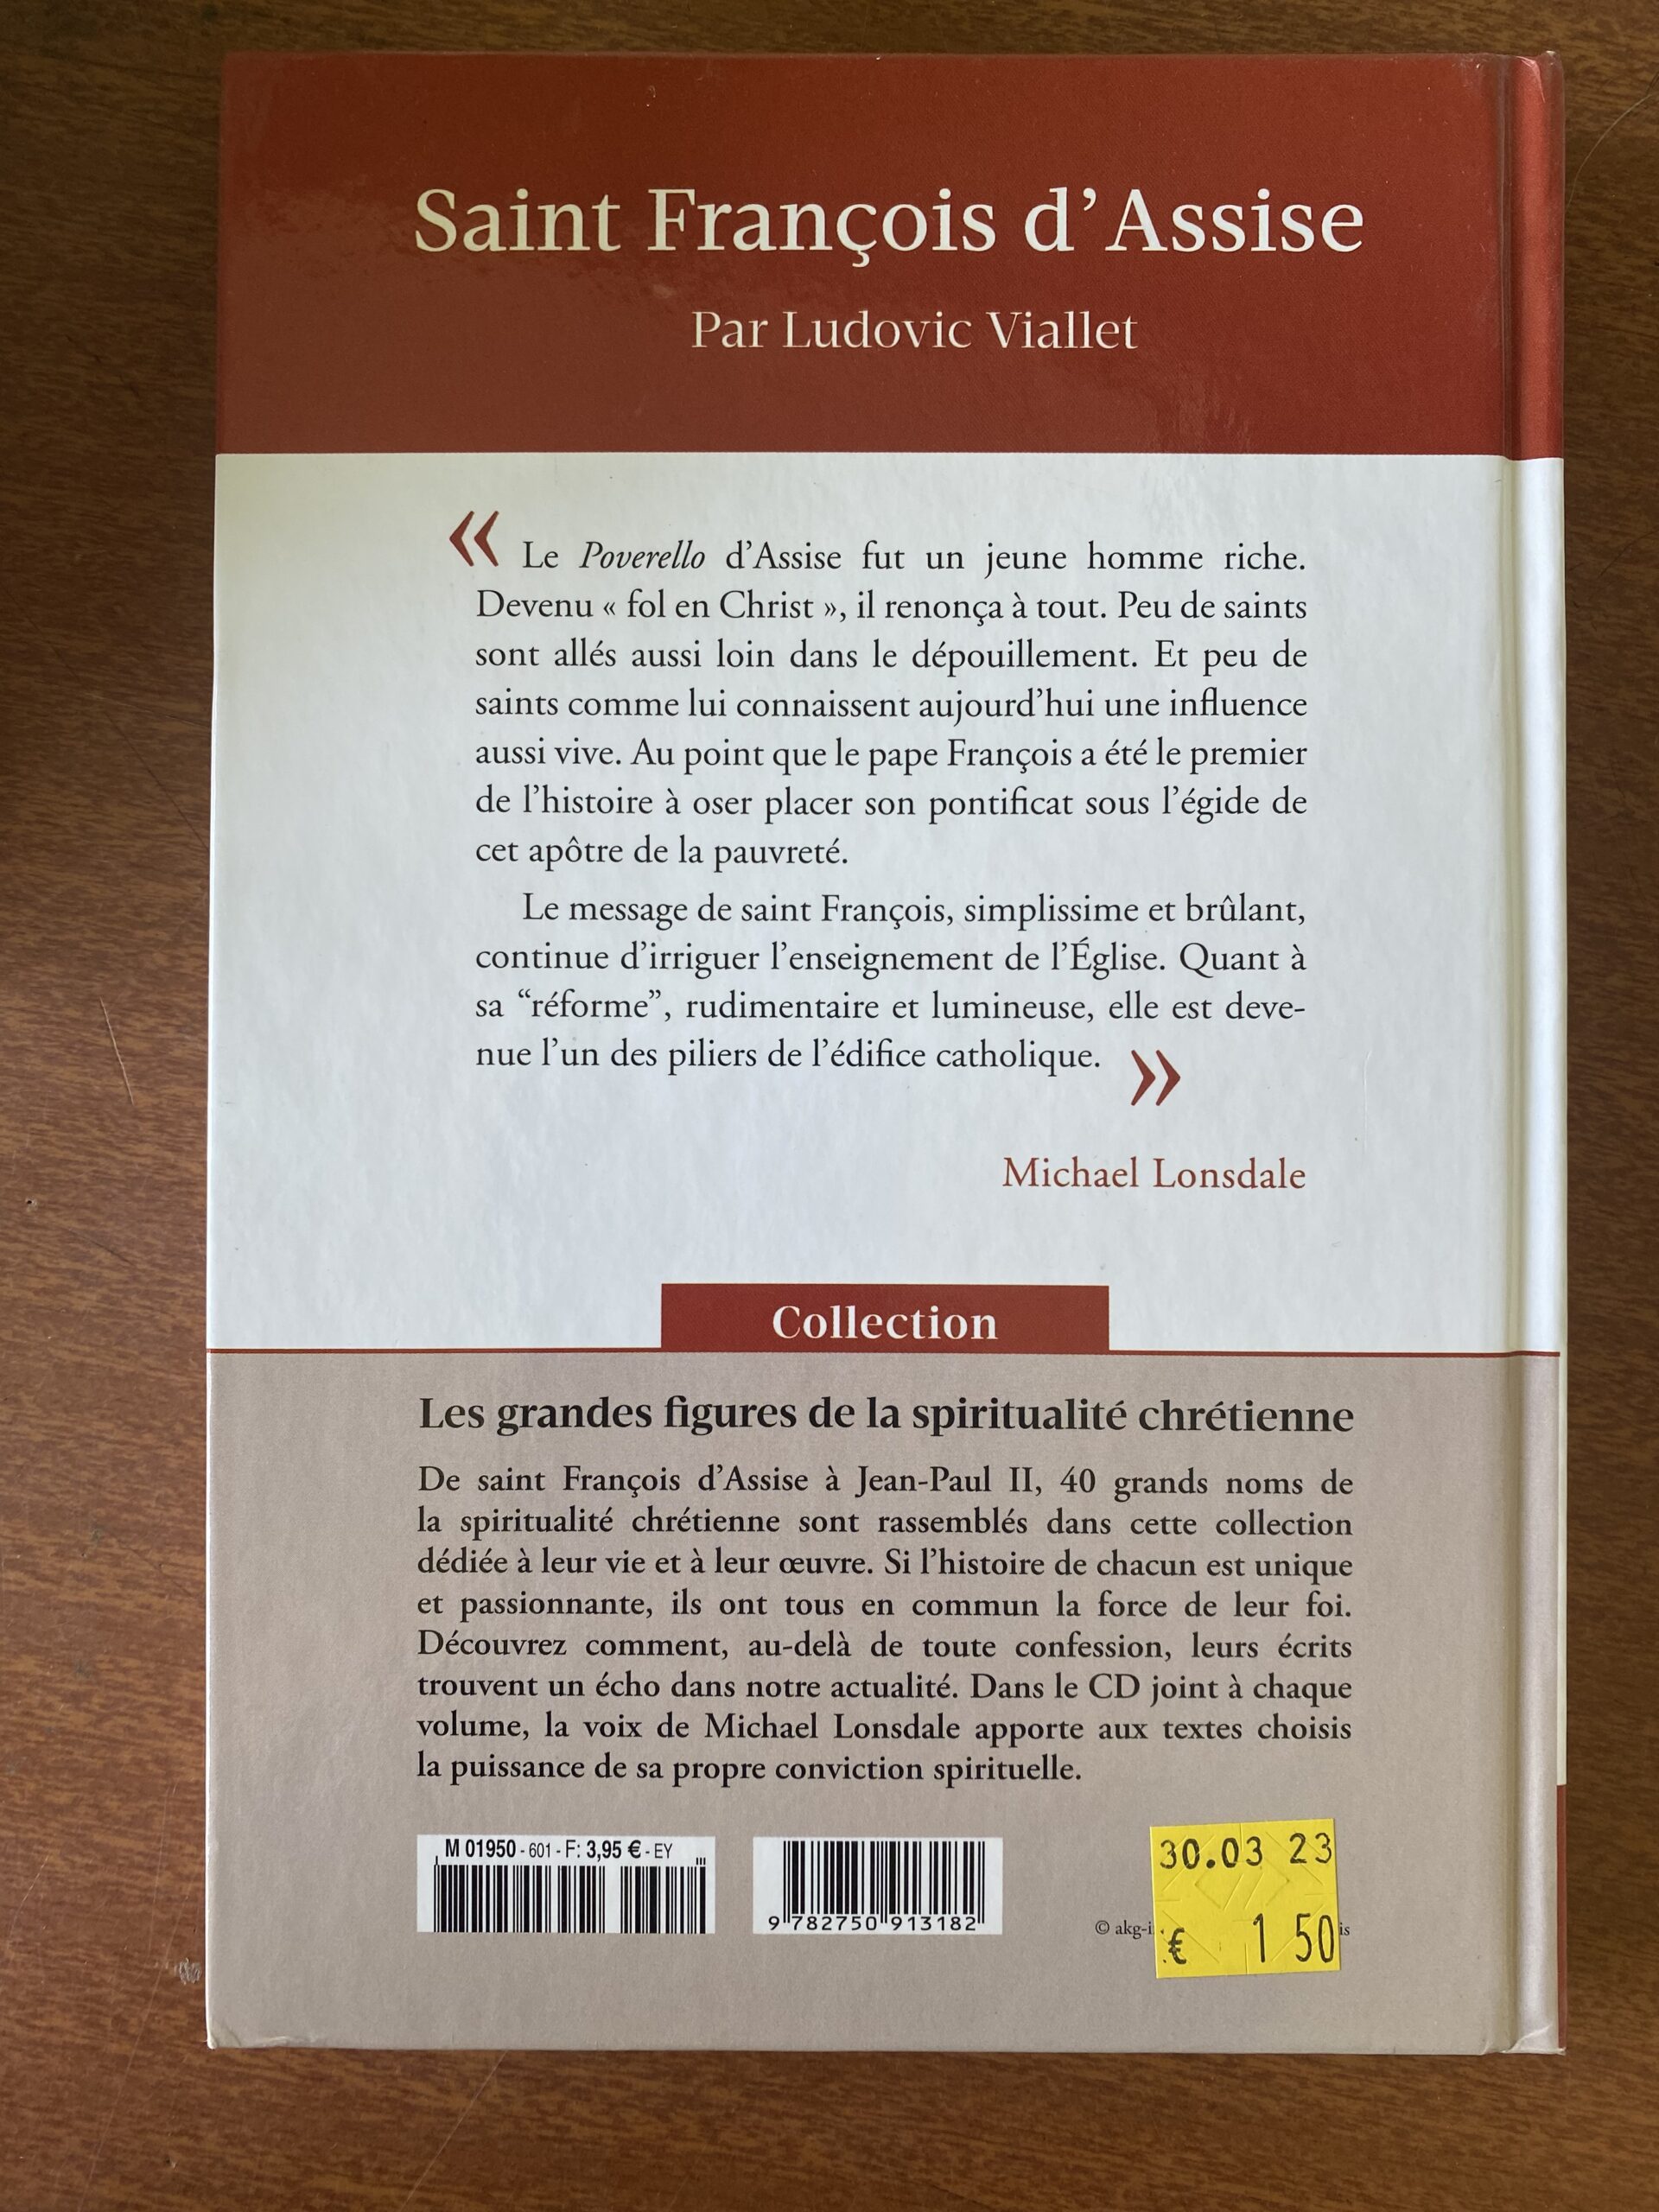 Saint François d’Assise
Par Ludovic Viallet
« Le Poverello d’Assise fut un jeune homme riche.
Devenu « fol en Christ », il renonça à tout. Peu de saints
sont allés aussi loin dans le dépouillement. Et peu de
saints comme lui connaissent aujourd’hui une influence
aussi vive. Au point que le pape François a été le premier
de l’histoire à oser placer son pontificat sous l’égide de
cet apôtre de la pauvreté.
Le message de saint François, simplissime et brûlant,
continue d’irriguer l’enseignement de l’Église. Quant à
sa “réforme”, rudimentaire et lumineuse, elle est deve-
nue l’un des piliers de l’édifice catholique. »
Michael Lonsdale
Collection
Les grandes figures de la spiritualité chrétienne
De saint François d’Assise à Jean-Paul II, 40 grands noms de
la spiritualité chrétienne sont rassemblés dans cette collection
dédiée à leur vie et à leur œuvre. Si l’histoire de chacun est unique
et passionnante, ils ont tous en commun la force de leur foi.
Découvrez comment, au-delà de toute confession, leurs écrits
trouvent un écho dans notre actualité. Dans le CD joint à chaque
volume, la voix de Michael Lonsdale apporte aux textes choisis
la puissance de sa propre conviction spirituelle.
M 01950 - 601 - F: 3,95 € - EY
9 782750 913182
30.03 23
€ 1 50
© akg-i